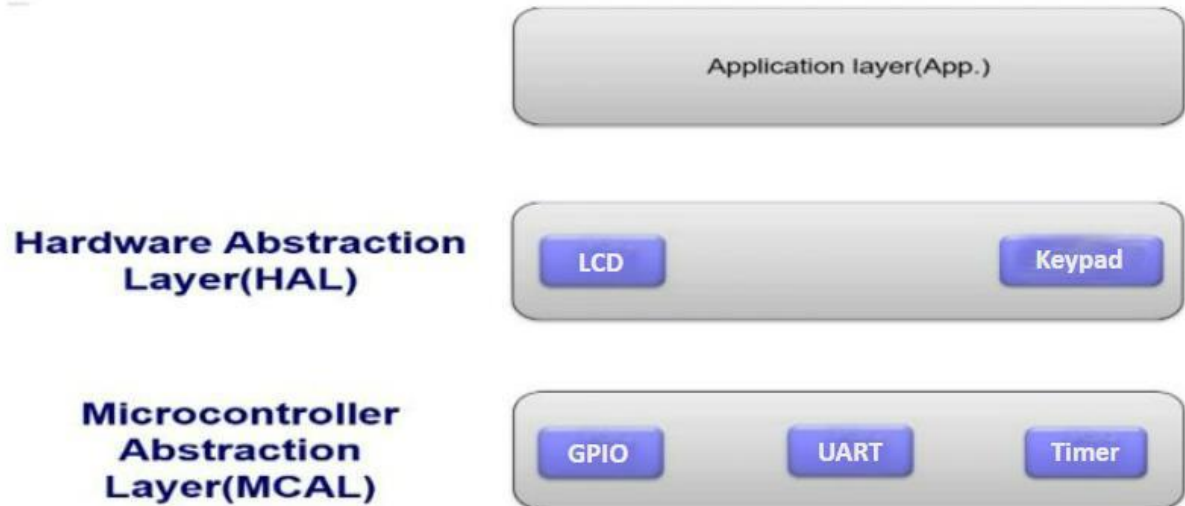 Application layer(App.)
Hardware Abstraction
Layer(HAL)
LCD
Keypad
Microcontroller
Abstraction
Layer(MCAL)
GPIO
UART
Timer